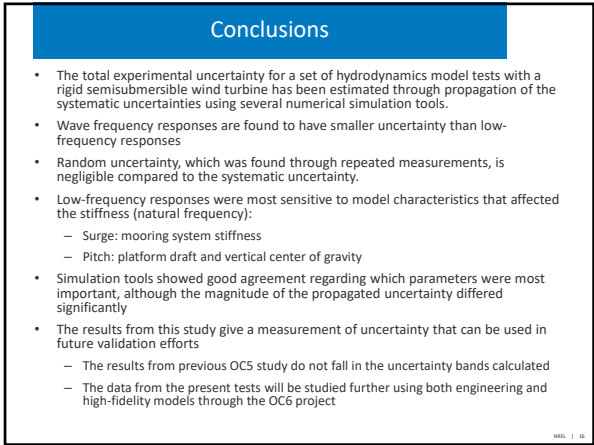 Conclusions
• The total experimental uncertainty for a set of hydrodynamics model tests with a
rigid semisubmersible wind turbine has been estimated through propagation of the
systematic uncertainties using several numerical simulation tools.
• Wave frequency responses are found to have smaller uncertainty than low-
frequency responses
• Random uncertainty, which was found through repeated measurements, is
negligible compared to the systematic uncertainty.
• Low-frequency responses were most sensitive to model characteristics that affected
the stiffness (natural frequency):
– Surge: mooring system stiffness
– Pitch: platform draft and vertical center of gravity
• Simulation tools showed good agreement regarding which parameters were most
important, although the magnitude of the propagated uncertainty differed
significantly
• The results from this study give a measurement of uncertainty that can be used in
future validation efforts
– The results from previous OC5 study do not fall in the uncertainty bands calculated
– The data from the present tests will be studied further using both engineering and
high-fidelity models through the OC6 project
NREL | 16